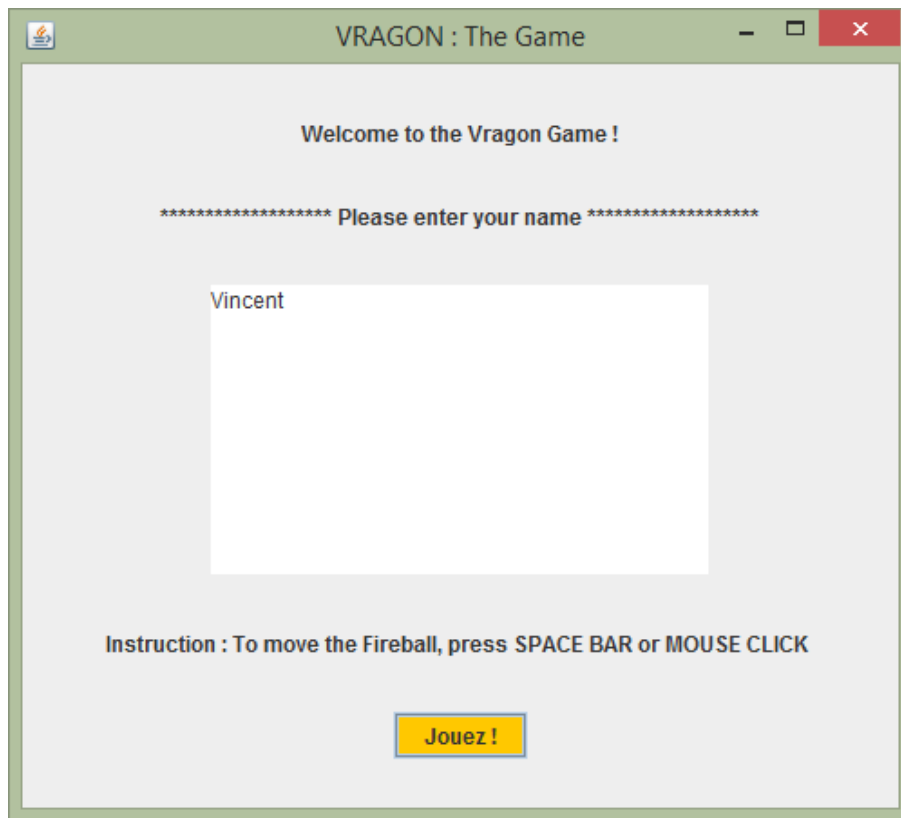 VRAGON : The Game
Welcome to the Vragon Game !
******************* Please enter your name *******************
Vincent
Instruction : To move the Fireball, press SPACE BAR or MOUSE CLICK
Jouez !